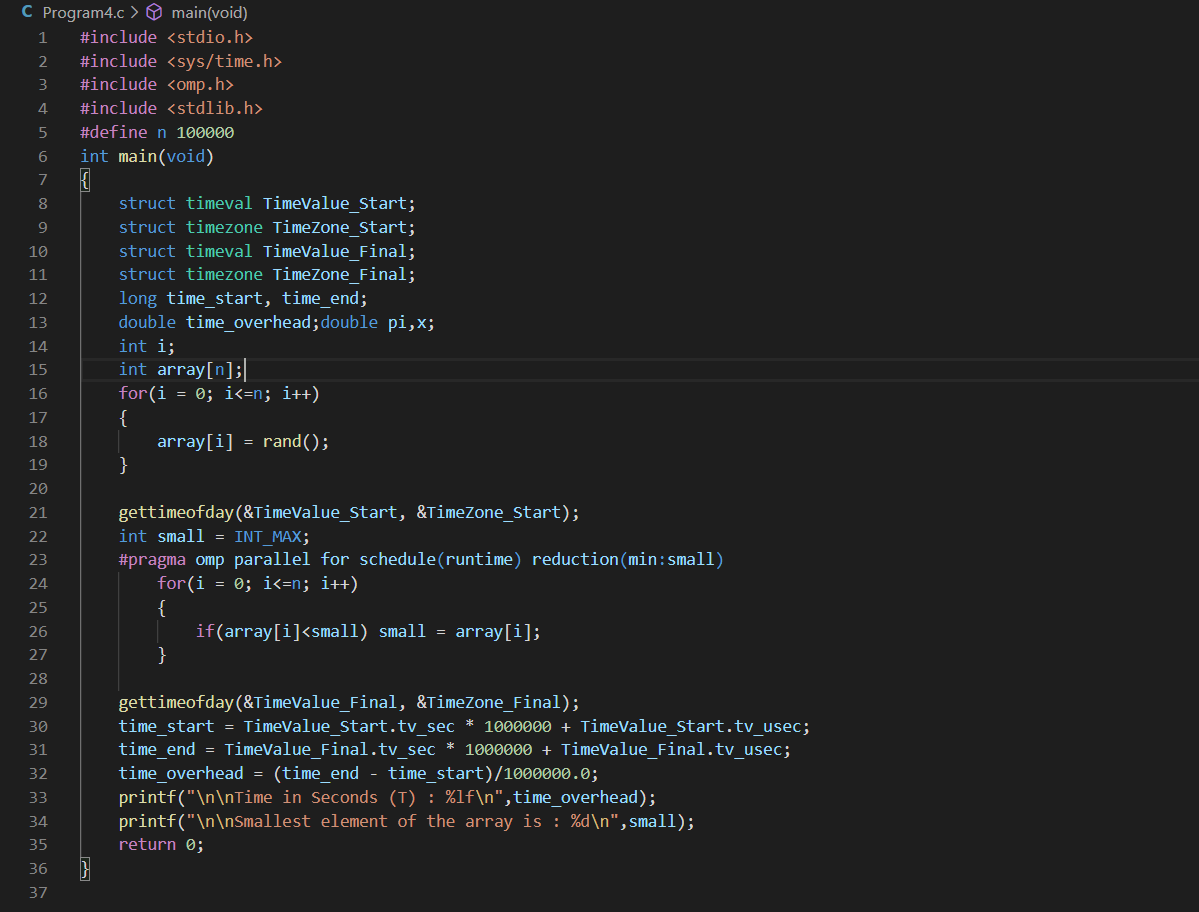 C Program4.c > main(void)
1 #include <stdio.h>
2 #include <sys/time.h>
3 #include <omp.h>
4 #include <stdlib.h>
5 #define n 100000
6 int main(void)
7 {
8     struct timeval TimeValue_Start;
9     struct timezone TimeZone_Start;
10     struct timeval TimeValue_Final;
11     struct timezone TimeZone_Final;
12     long time_start, time_end;
13     double time_overhead;double pi,x;
14     int i;
15     int array[n];
16     for(i = 0; i<=n; i++)
17     {
18         array[i] = rand();
19     }
20
21     gettimeofday(&TimeValue_Start, &TimeZone_Start);
22     int small = INT_MAX;
23     #pragma omp parallel for schedule(runtime) reduction(min:small)
24         for(i = 0; i<=n; i++)
25         {
26             if(array[i]<small) small = array[i];
27         }
28
29     gettimeofday(&TimeValue_Final, &TimeZone_Final);
30     time_start = TimeValue_Start.tv_sec * 1000000 + TimeValue_Start.tv_usec;
31     time_end = TimeValue_Final.tv_sec * 1000000 + TimeValue_Final.tv_usec;
32     time_overhead = (time_end - time_start)/1000000.0;
33     printf("\n\nTime in Seconds (T) : %lf\n",time_overhead);
34     printf("\n\nSmallest element of the array is : %d\n",small);
35     return 0;
36 }
37